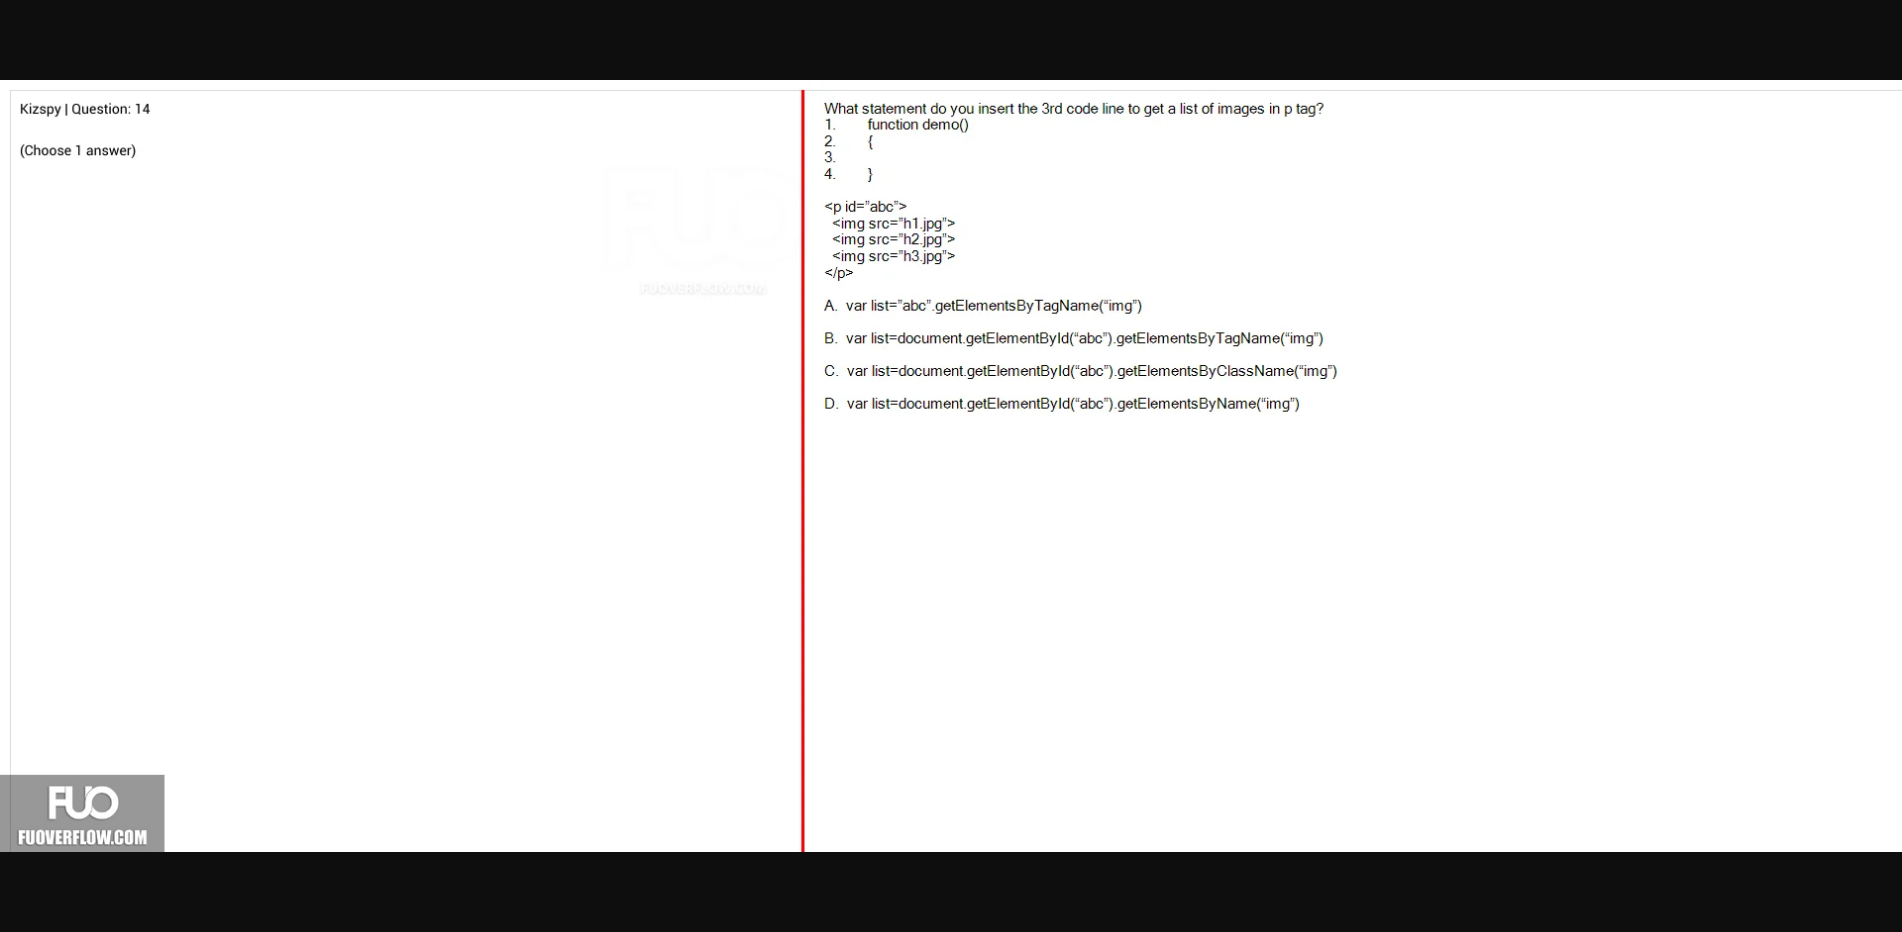 Kizspy | Question: 14
(Choose 1 answer)
FUO
FUOVERFLOW.COM
What statement do you insert the 3rd code line to get a list of images in p tag?
1. function demo()
2. {
3.
4. }
<p id=”abc”>
<img src=”h1.jpg”>
<img src=”h2.jpg”>
<img src=”h3.jpg”>
</p>
A. var list=”abc”.getElementsByTagName(“img”)
B. var list=document.getElementById(“abc”).getElementsByTagName(“img”)
C. var list=document.getElementById(“abc”).getElementsByClassName(“img”)
D. var list=document.getElementById(“abc”).getElementsByName(“img”)
FUO
FUOVERFLOW.COM